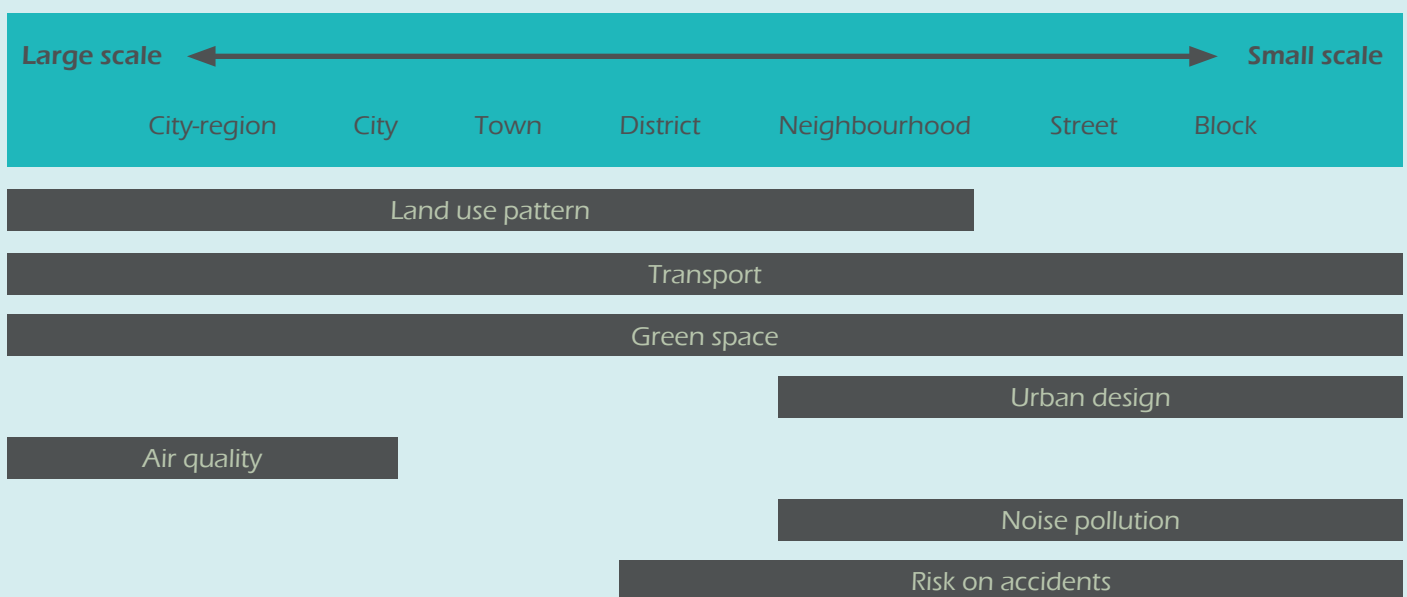 Large scale Small scale
City-region City Town District Neighbourhood Street Block
Land use pattern
Transport
Green space
Urban design
Air quality
Noise pollution
Risk on accidents